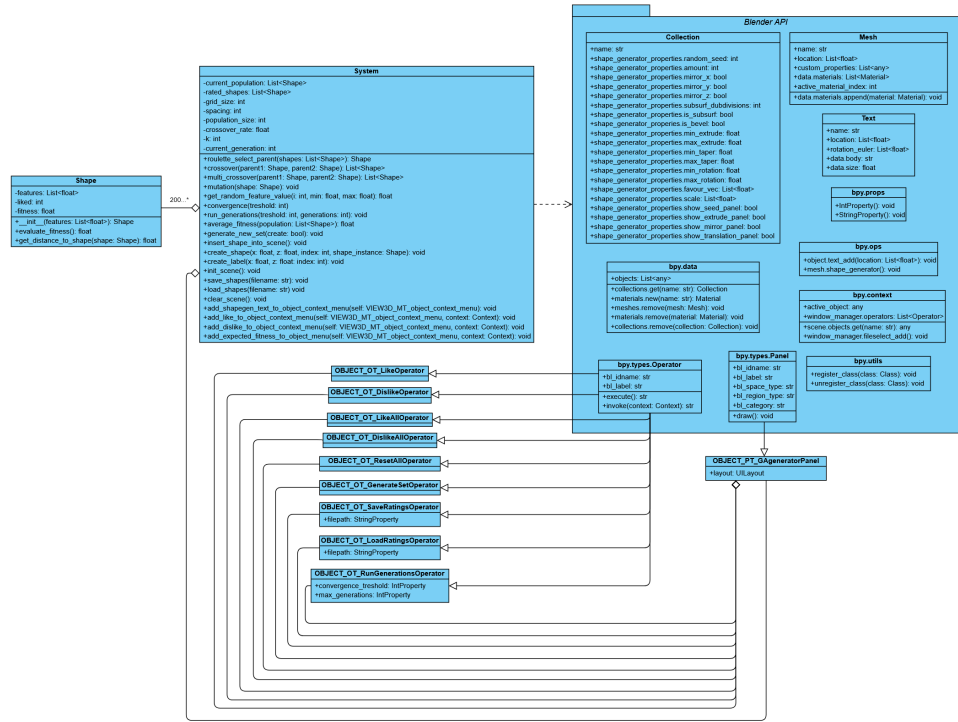 Blender API
Collection
+name: str
+shape_generator_properties.random_seed: int
+shape_generator_properties.amount: int
+shape_generator_properties.mirror_x: bool
+shape_generator_properties.mirror_y: bool
+shape_generator_properties.mirror_z: bool
+shape_generator_properties.subsurf_dubdivisions: int
+shape_generator_properties.is_subsurf: bool
+shape_generator_properies.is_bevel: bool
+shape_generator_properties.min_extrude: float
+shape_generator_properties.max_extrude: float
+shape_generator_properties.min_taper: float
+shape_generator_properties.max_taper: float
+shape_generator_properties.min_rotation: float
+shape_generator_properties.max_rotation: float
+shape_generator_properties.favour_vec: List<float>
+shape_generator_properties.scale: List<float>
+shape_generator_properties.show_seed_panel: bool
+shape_generator_properties.show_extrude_panel: bool
+shape_generator_properties.show_mirror_panel: bool
+shape_generator_properties.show_translation_panel: bool
Mesh
+name: str
+location: List<float>
+custom_properties: List<any>
+data.materials: List<Material>
+active_material_index: int
+data.materials.append(material: Material): void
Text
+name: str
+location: List<float>
+rotation_euler: List<float>
+data.body: str
+data.size: float
bpy.props
+IntProperty(): void
+StringProperty(): void
bpy.ops
+object.text_add(location: List<float>): void
+mesh.shape_generator(): void
bpy.data
+objects: List<any>
+collections.get(name: str): Collection
+materials.new(name: str): Material
+meshes.remove(mesh: Mesh): void
+materials.remove(material: Material): void
+collections.remove(collection: Collection): void
bpy.context
+active_object: any
+window_manager.operators: List<Operator>
+scene.objects.get(name: str): any
+window_manager.fileselect_add(): void
bpy.utils
+register_class(class: Class): void
+unregister_class(class: Class): void
bpy.types.Operator
+bl_idname: str
+bl_label: str
+execute(): str
+invoke(context: Context): str
bpy.types.Panel
+bl_idname: str
+bl_label: str
+bl_space_type: str
+bl_region_type: str
+bl_category: str
+draw(): void
System
-current_population: List<Shape>
-rated_shapes: List<Shape>
-grid_size: int
-spacing: int
-population_size: int
-crossover_rate: float
-k: int
-current_generation: int
+roulette_select_parent(shapes: List<Shape>): Shape
+crossover(parent1: Shape, parent2: Shape): List<Shape>
+multi_crossover(parent1: Shape, parent2: Shape): List<Shape>
+mutation(shape: Shape): void
+get_random_feature_value(i: int, min: float, max: float): float
+convergence(treshold: int)
+run_generations(treshold: int, generations: int): void
+average_fitness(population: List<Shape>): float
+generate_new_set(create: bool): void
+insert_shape_into_scene(): void
+create_shape(x: float, z: float, index: int, shape_instance: Shape): void
+create_label(x: float, z: float: index: int): void
+init_scene(): void
+save_shapes(filename: str): void
+load_shapes(filename: str): void
+clear_scene(): void
+add_shapegen_text_to_object_context_menu(self: VIEW3D_MT_object_context_menu): void
+add_like_to_object_context_menu(self: VIEW3D_MT_object_context_menu, context: Context): void
+add_dislike_to_object_context_menu(self: VIEW3D_MT_object_context_menu, context: Context): void
+add_expected_fitness_to_object_menu(self: VIEW3D_MT_object_context_menu, context: Context): void
Shape
-features: List<float>
-liked: int
-fitness: float
+__init__(features: List<float>): Shape
+evaluate_fitness(): float
+get_distance_to_shape(shape: Shape): float
200...*
OBJECT_OT_LikeOperator
OBJECT_OT_DislikeOperator
OBJECT_OT_LikeAllOperator
OBJECT_OT_DislikeAllOperator
OBJECT_OT_ResetAllOperator
OBJECT_OT_GenerateSetOperator
OBJECT_OT_SaveRatingsOperator
+filepath: StringProperty
OBJECT_OT_LoadRatingsOperator
+filepath: StringProperty
OBJECT_OT_RunGenerationsOperator
+convergence_treshold: IntProperty
+max_generations: IntProperty
OBJECT_PT_GAgeneratorPanel
+layout: UILayout